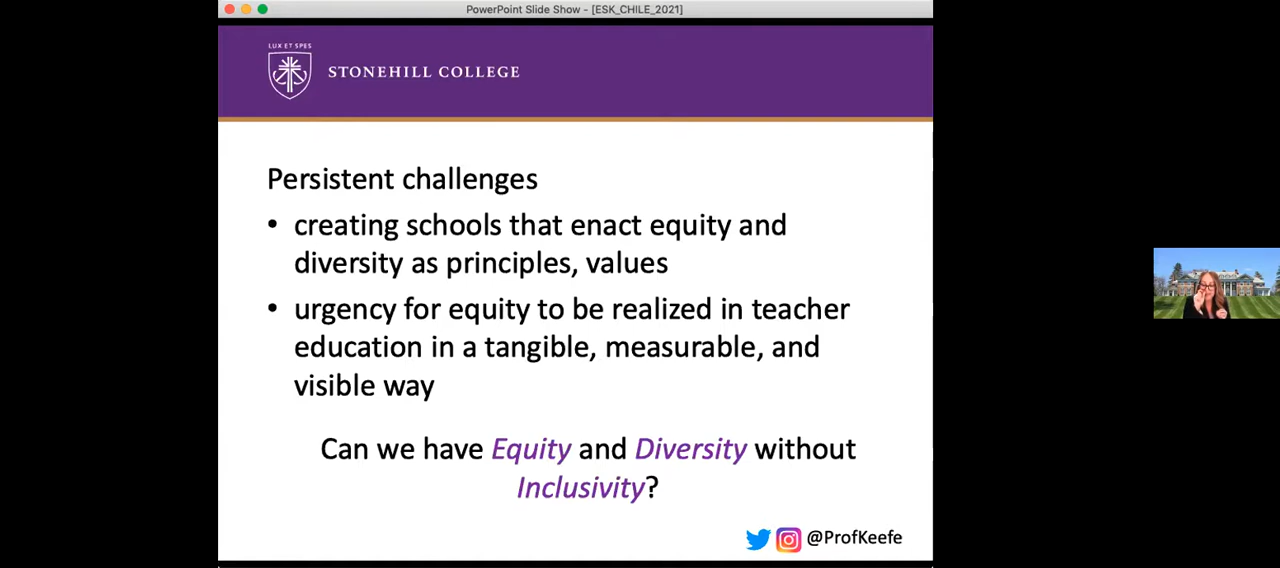 PowerPoint Slide Show - [ESK_CHILE_2021]
LUX ET SPES
STONEHILL COLLEGE
Persistent challenges
• creating schools that enact equity and
diversity as principles, values
• urgency for equity to be realized in teacher
education in a tangible, measurable, and
visible way
Can we have Equity and Diversity without
Inclusivity?
@ProfKeefe